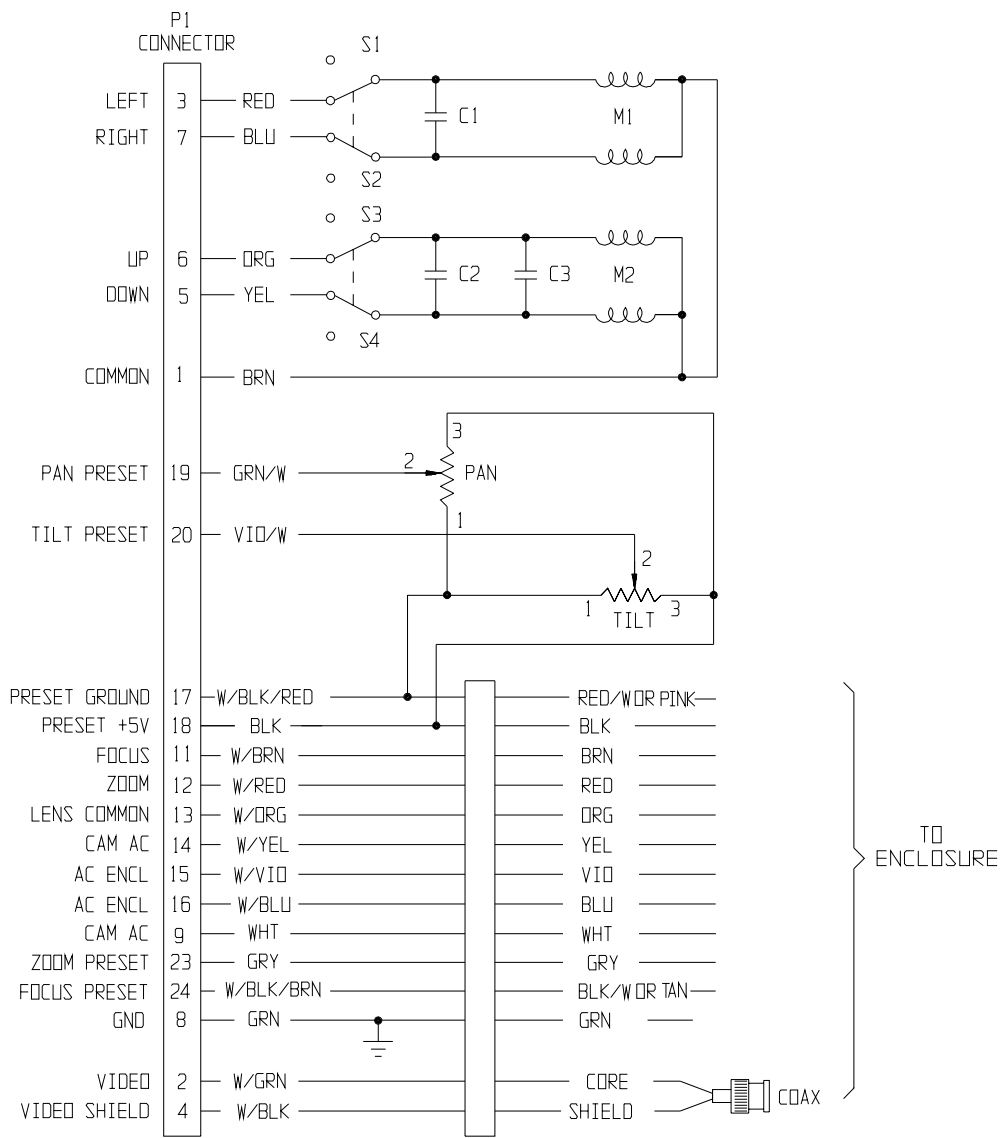 P1
CONNECTOR
S1
LEFT 3 RED
C1 M1
RIGHT 7 BLU
S2
S3
UP 6 ORG
C2 C3 M2
DOWN 5 YEL
S4
COMMON 1 BRN
3
PAN PRESET 19 GRN/W 2 PAN
1
TILT PRESET 20 VIO/W
2
1 3
TILT
PRESET GROUND 17 W/BLK/RED RED/W OR PINK
PRESET +5V 18 BLK BLK
FOCUS 11 W/BRN BRN
ZOOM 12 W/RED RED
LENS COMMON 13 W/ORG ORG
CAM AC 14 W/YEL YEL
TO
ENCLOSURE
AC ENCL 15 W/VIO VIO
AC ENCL 16 W/BLU BLU
CAM AC 9 WHT WHT
ZOOM PRESET 23 GRY GRY
FOCUS PRESET 24 W/BLK/BRN BLK/W OR TAN
GND 8 GRN GRN
VIDEO 2 W/GRN CORE
COAX
VIDEO SHIELD 4 W/BLK SHIELD